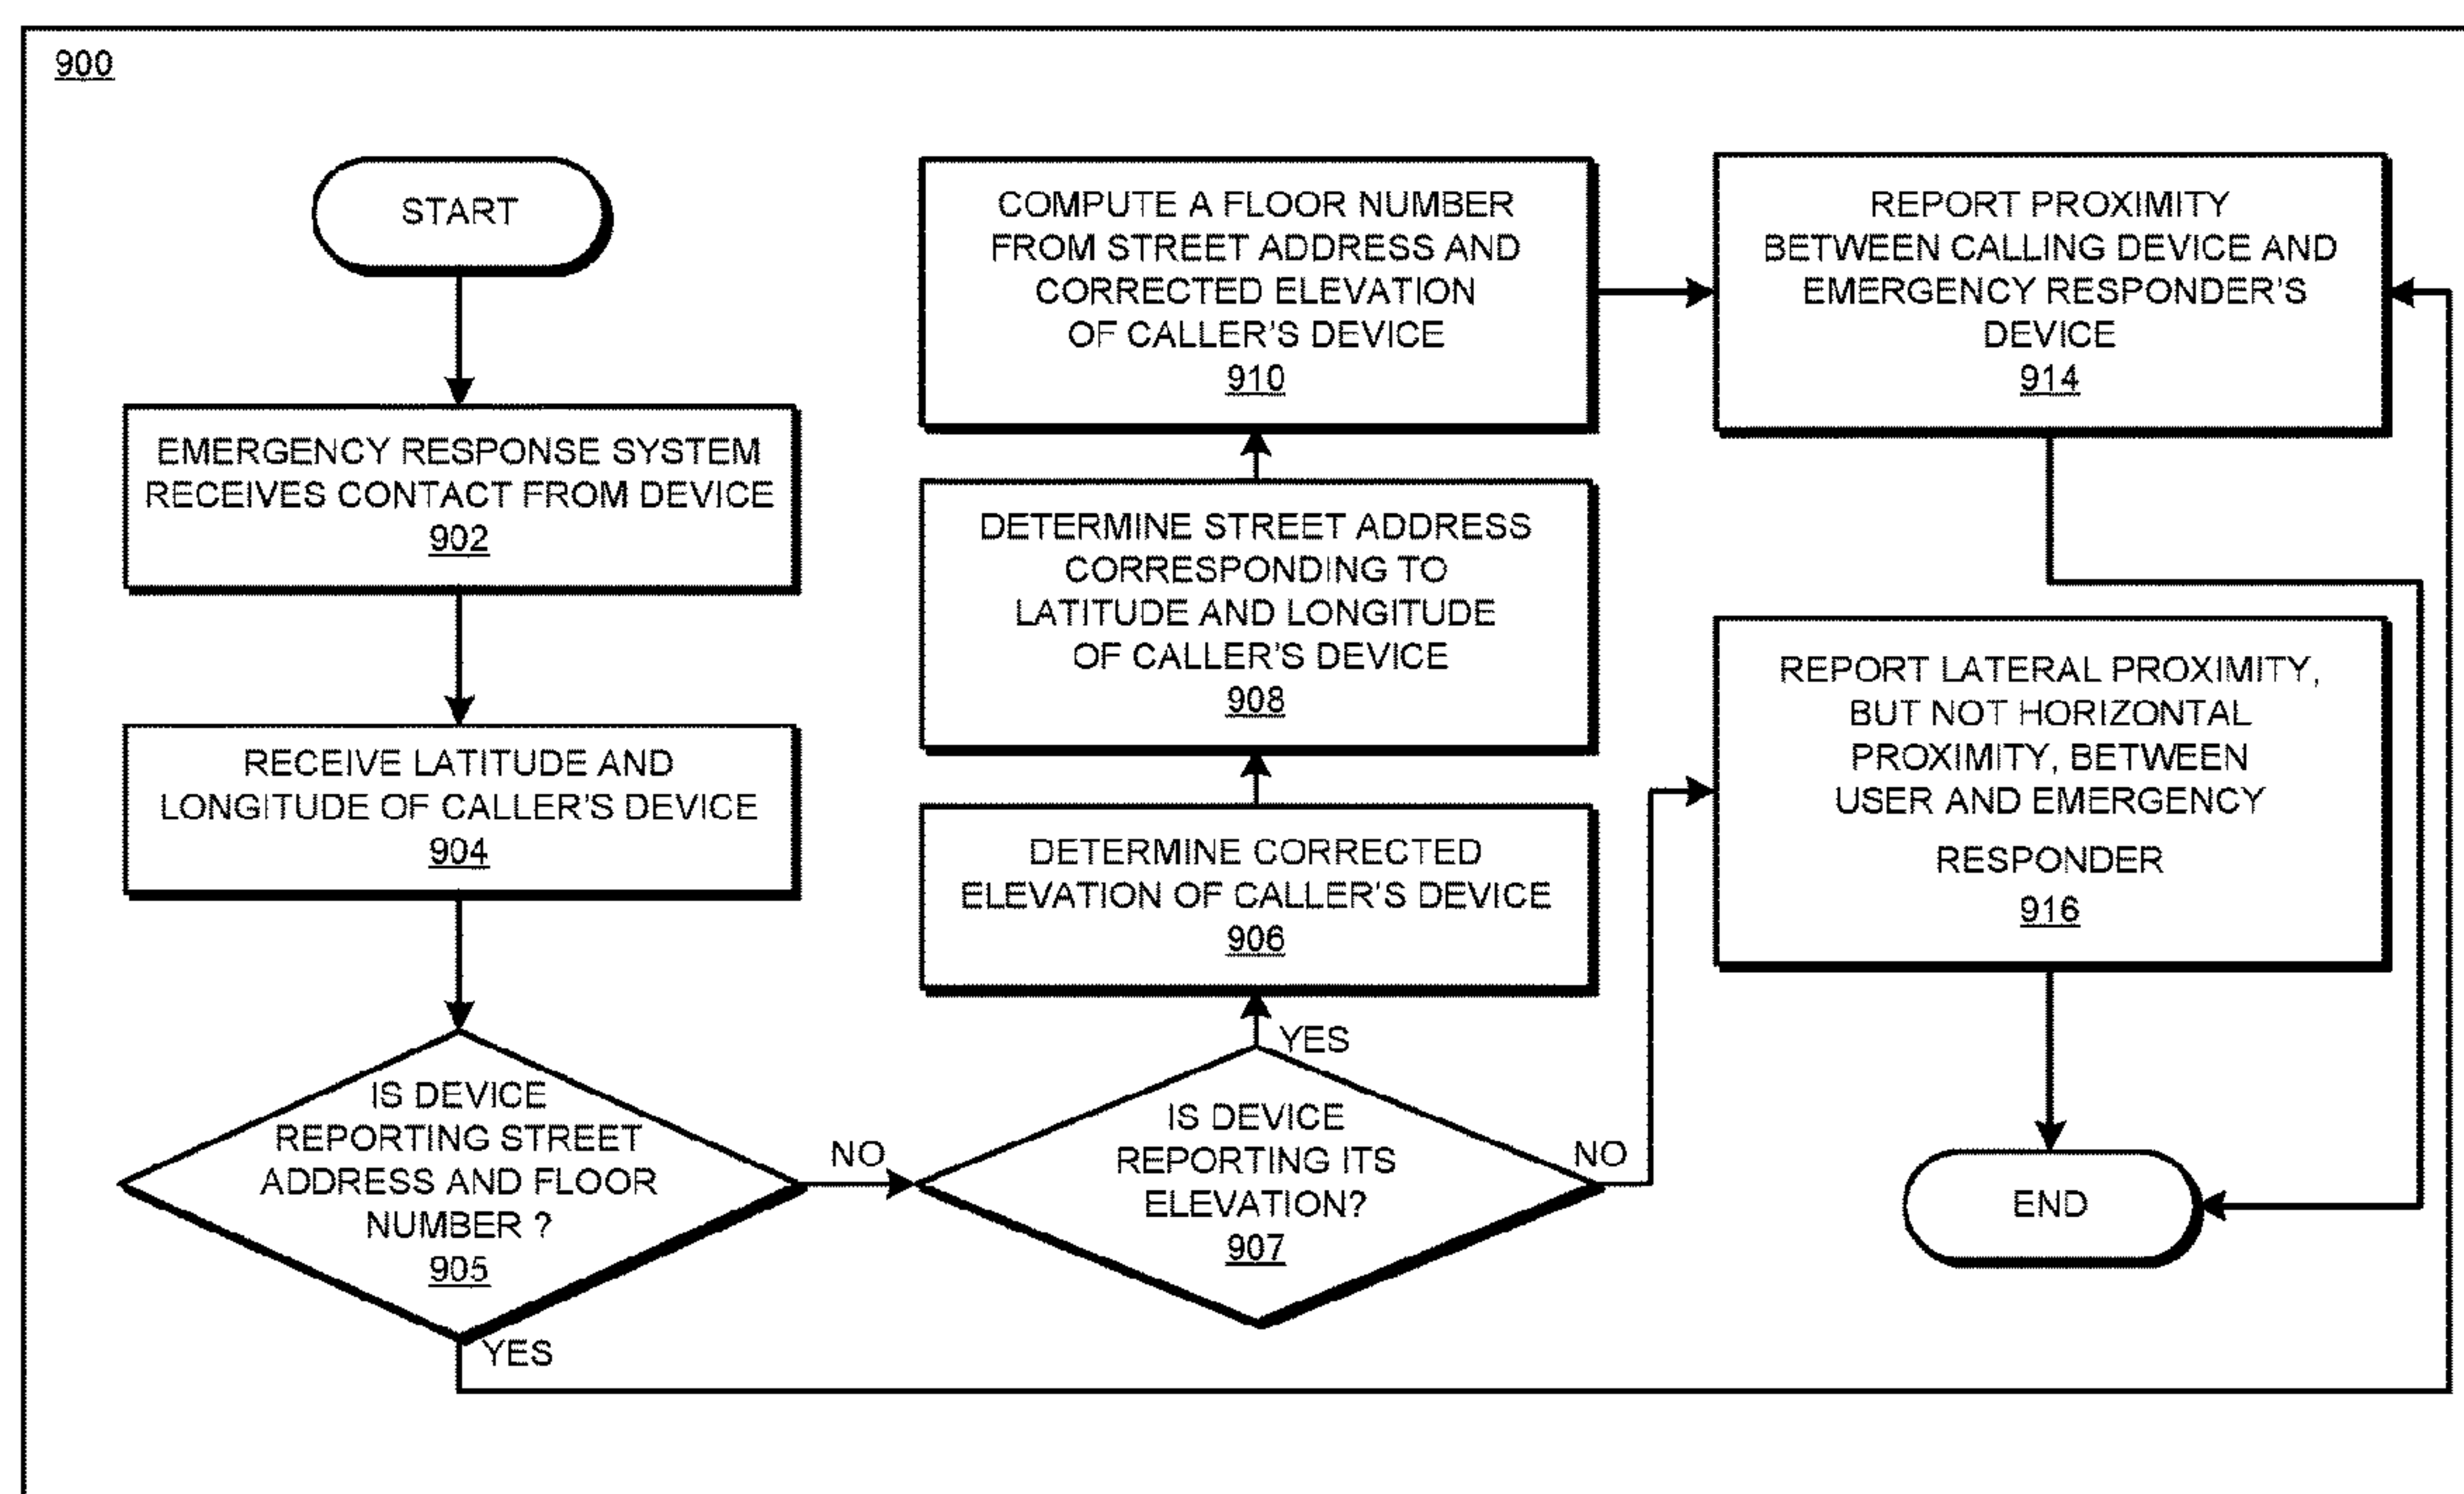 900
START
EMERGENCY RESPONSE SYSTEM
RECEIVES CONTACT FROM DEVICE
902
RECEIVE LATITUDE AND
LONGITUDE OF CALLER'S DEVICE
904
IS DEVICE
REPORTING STREET
ADDRESS AND FLOOR
NUMBER ?
905
YES
NO
IS DEVICE
REPORTING ITS
ELEVATION?
907
YES
NO
DETERMINE CORRECTED
ELEVATION OF CALLER'S DEVICE
906
DETERMINE STREET ADDRESS
CORRESPONDING TO
LATITUDE AND LONGITUDE
OF CALLER'S DEVICE
908
COMPUTE A FLOOR NUMBER
FROM STREET ADDRESS AND
CORRECTED ELEVATION
OF CALLER'S DEVICE
910
REPORT PROXIMITY
BETWEEN CALLING DEVICE AND
EMERGENCY RESPONDER'S
DEVICE
914
REPORT LATERAL PROXIMITY,
BUT NOT HORIZONTAL
PROXIMITY, BETWEEN
USER AND EMERGENCY
RESPONDER
916
END